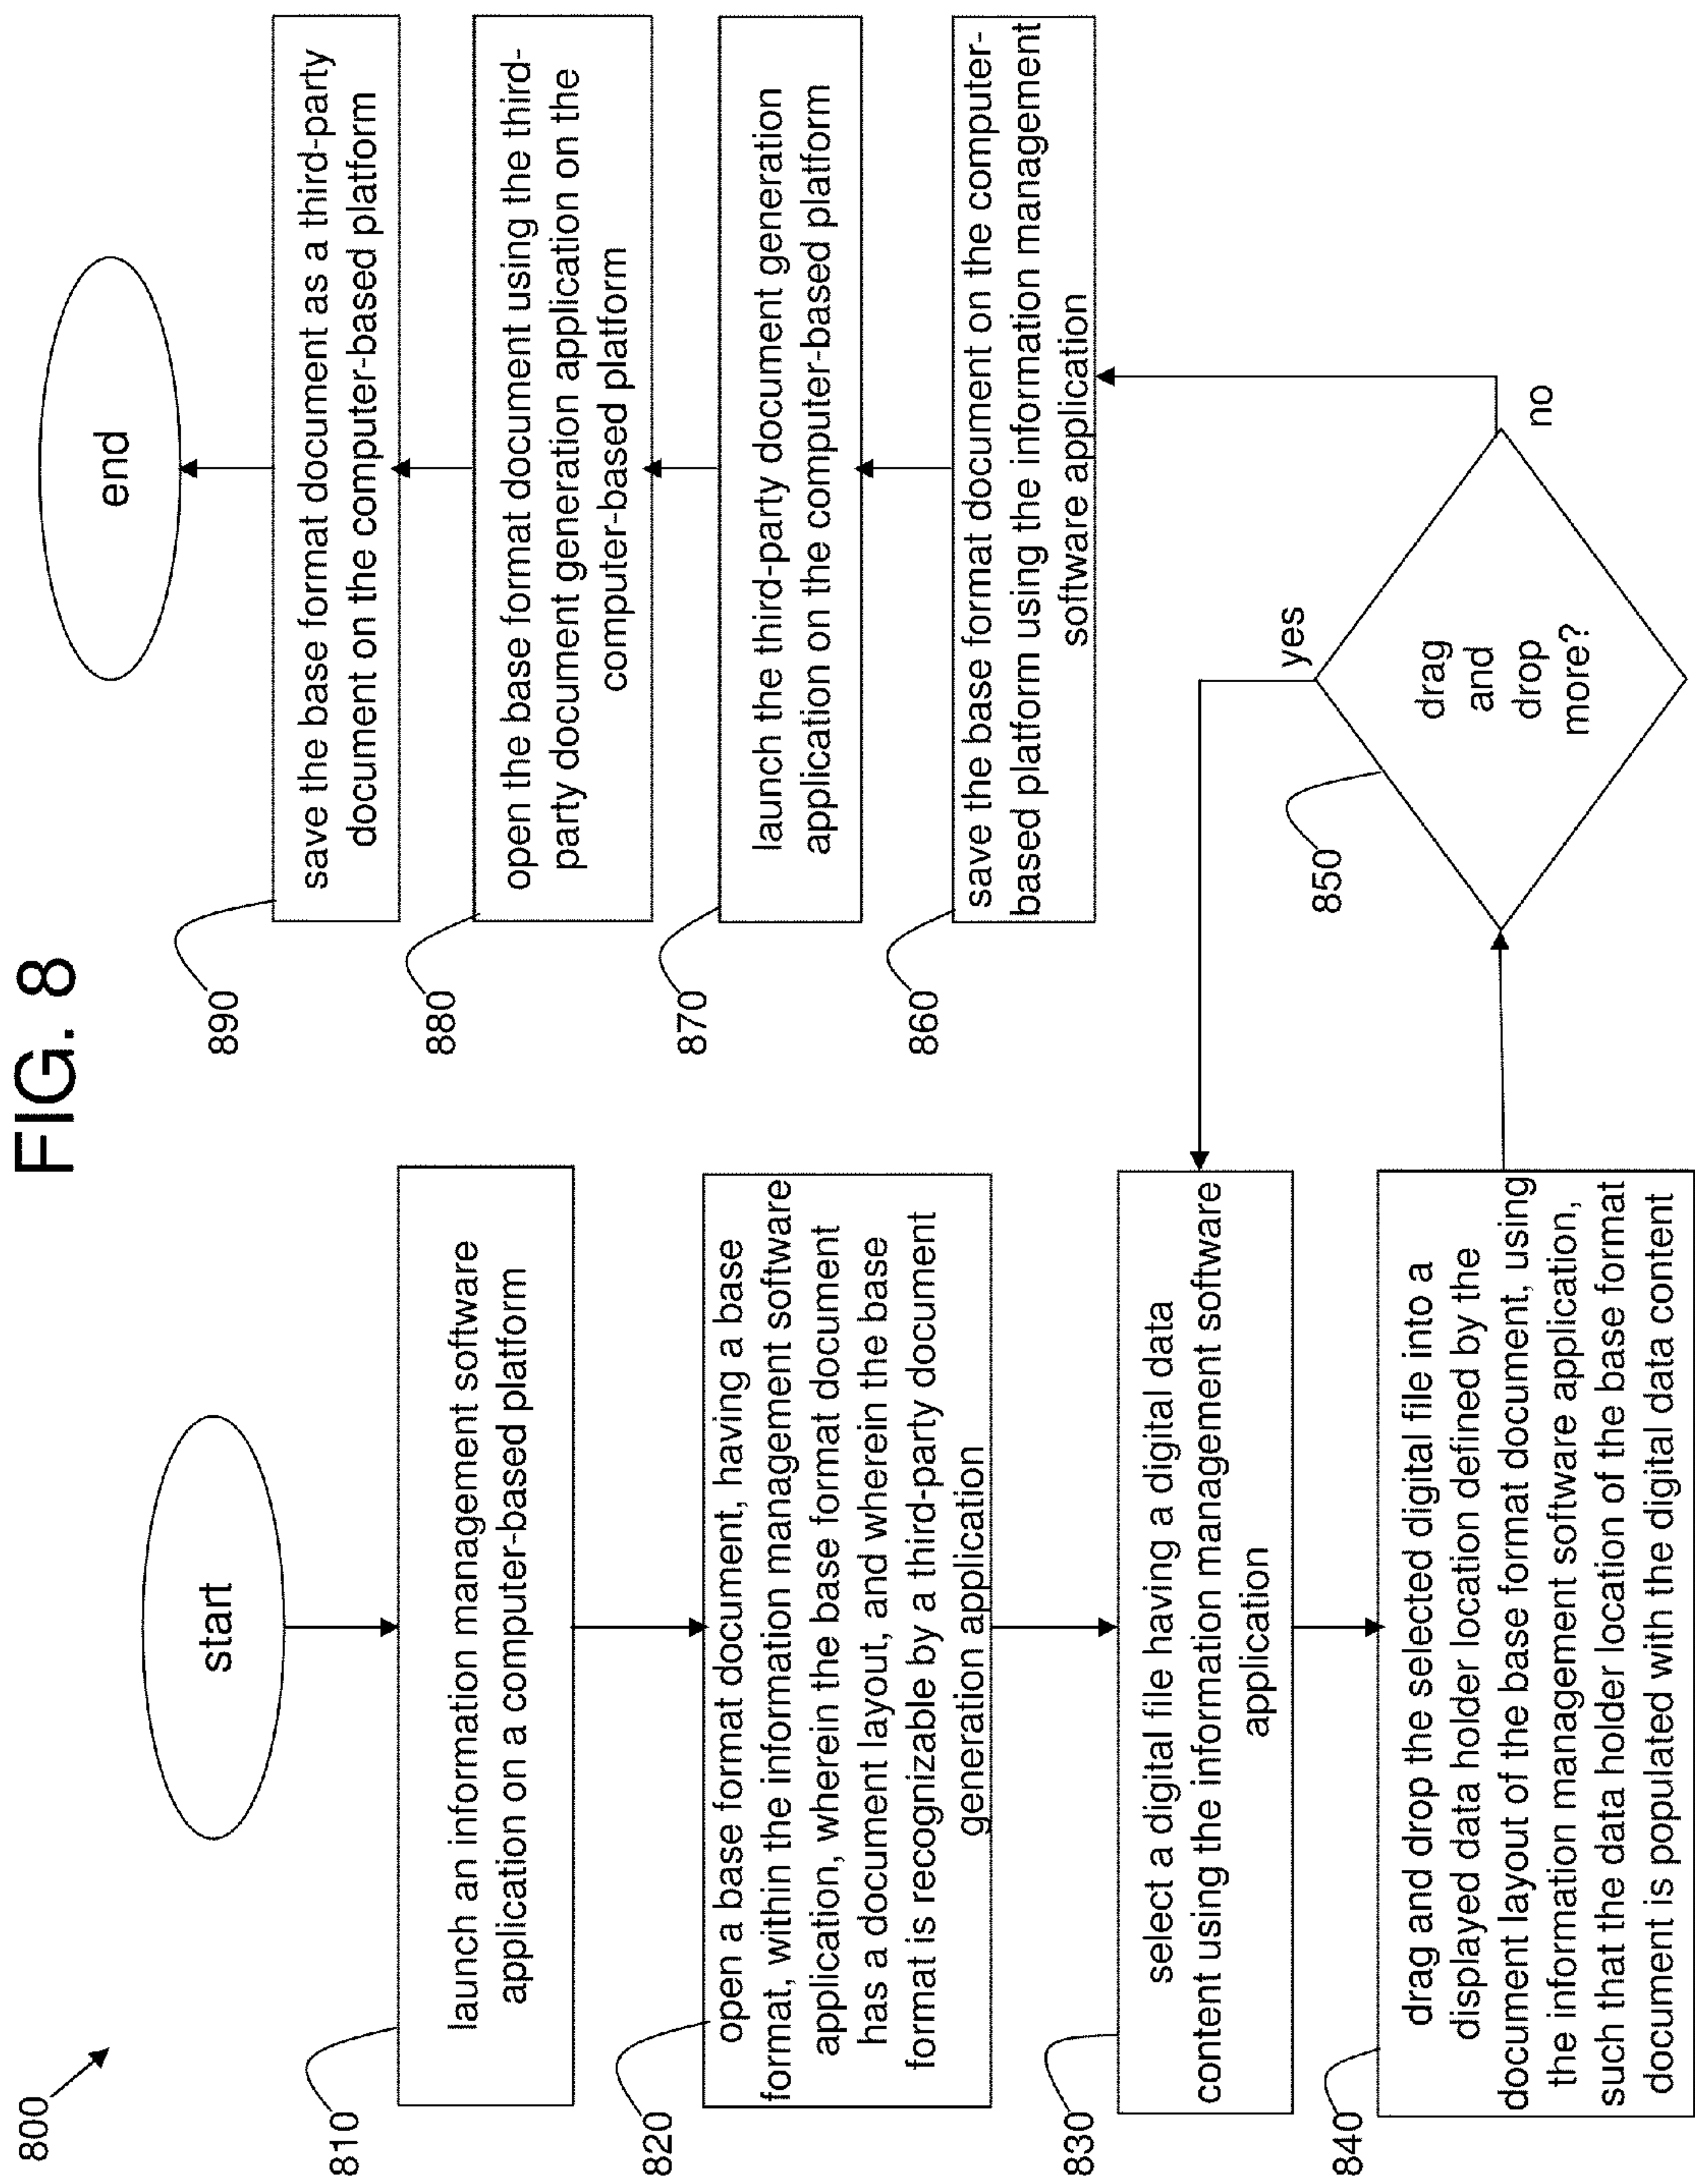 FIG. 8
800
start
810
launch an information management software
application on a computer-based platform
820
open a base format document, having a base
format, within the information management software
application, wherein the base format document
has a document layout, and wherein the base
format is recognizable by a third-party document
generation application
830
select a digital file having a digital data
content using the information management software
application
840
drag and drop the selected digital file into a
displayed data holder location defined by the
document layout of the base format document, using
the information management software application,
such that the data holder location of the base format
document is populated with the digital data content
850
drag
and
drop
more?
yes
no
860
save the base format document on the computer-
based platform using the information management
software application
870
launch the third-party document generation
application on the computer-based platform
880
open the base format document using the third-
party document generation application on the
computer-based platform
890
save the base format document as a third-party
document on the computer-based platform
end